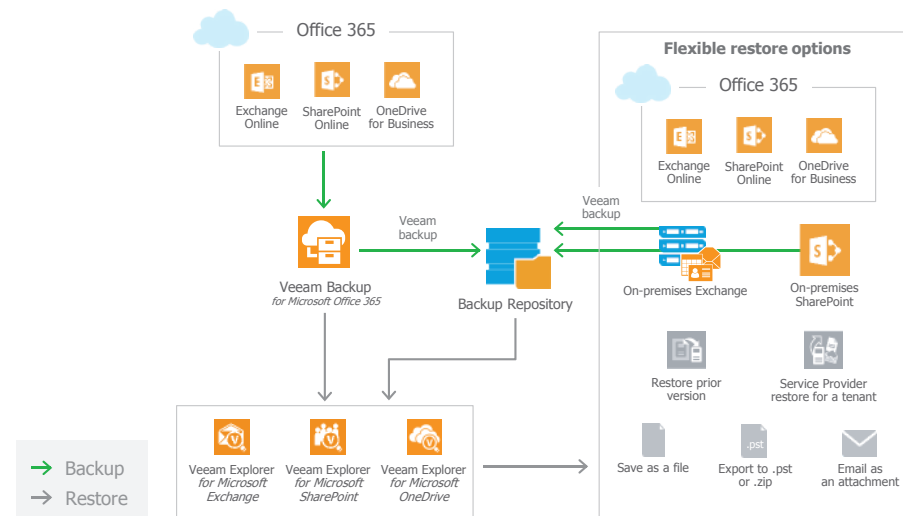 Office 365
Exchange
Online
SharePoint
Online
OneDrive
for Business
Flexible restore options
Office 365
Exchange
Online
SharePoint
Online
OneDrive
for Business
Veeam
backup
Veeam
backup
Veeam Backup
for Microsoft Office 365
Backup Repository
On-premises Exchange
On-premises
SharePoint
Restore prior
version
Service Provider
restore for a tenant
Save as a file
.pst
Export to .pst
or .zip
Email as
an attachment
Veeam Explorer
for Microsoft
Exchange
Veeam Explorer
for Microsoft
SharePoint
Veeam Explorer
for Microsoft
OneDrive
Backup
Restore